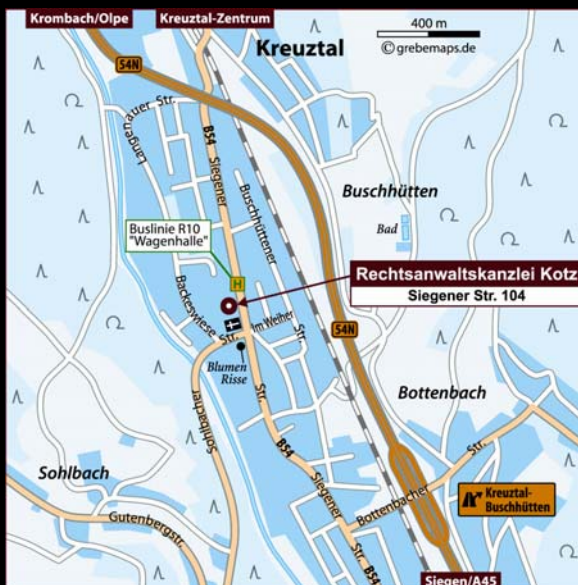 Krombach/Olpe
Kreuztal-Zentrum
400 m
© grebemaps.de
Kreuztal
54N
Langenauer Str.
B54
Siegener
Buschhüttener
Buschhütten
Bad
Buslinie R10
"Wagenhalle"
H
Rechtsanwaltskanzlei Kotz
Siegener Str. 104
Backeswiese
Str.
Im Weiher
Str.
54N
Blumen
Risse
Bottenbach
Str.
Sohlbacher
Str.
B54
Sohlbach
Siegener
Bottenbacher
Kreuztal-
Buschhütten
Gutenbergstr.
Str.
B54
Siegen/A45